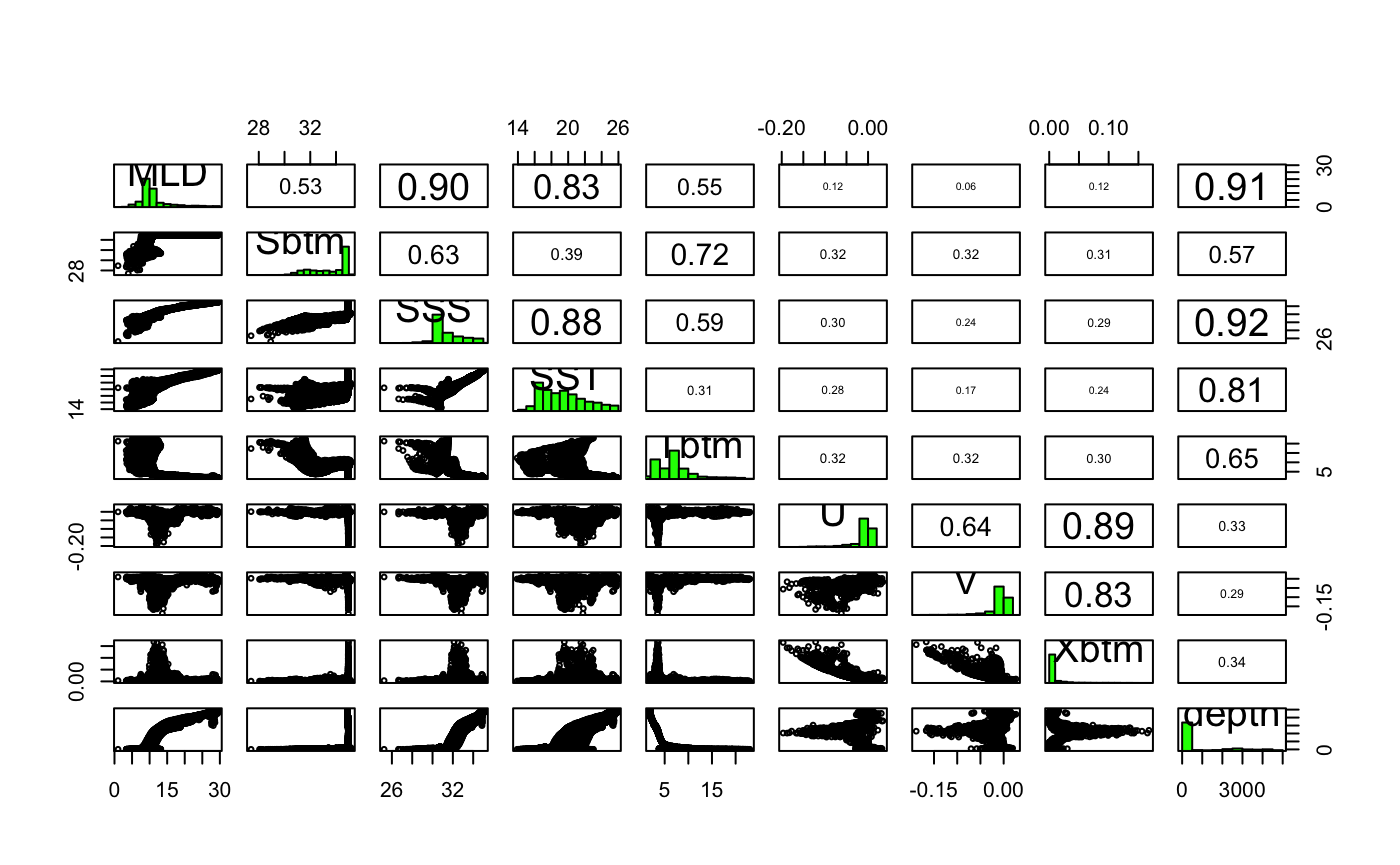 28 32 14 20 26 -0.20 0.00 0.00 0.10
MLD 0.53 0.90 0.83 0.55 0.12 0.06 0.12 0.91 0 30
28 Sbtm 0.63 0.39 0.72 0.32 0.32 0.31 0.57
SSS 0.88 0.59 0.30 0.24 0.29 0.92 26 32
14 SST 0.31 0.28 0.17 0.24 0.81
Tbtm 0.32 0.32 0.30 0.65 5
-0.20 U 0.64 0.89 0.33
V 0.83 0.29 -0.15
0.00 Xbtm 0.34
depth 0
0 15 30 26 32 5 15 -0.15 0.00 0 3000